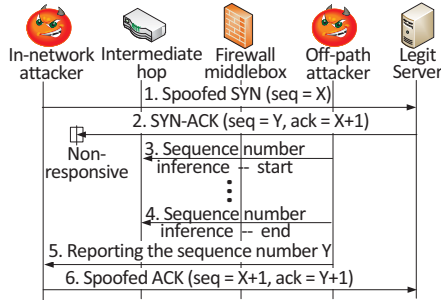 In-network
attacker
Intermediate
hop
Firewall
middlebox
Off-path
attacker
Legit
Server
1. Spoofed SYN (seq = X)
2. SYN-ACK (seq = Y, ack = X+1)
Non-
responsive
3. Sequence number
inference -- start
4. Sequence number
inference -- end
5. Reporting the sequence number Y
6. Spoofed ACK (seq = X+1, ack = Y+1)